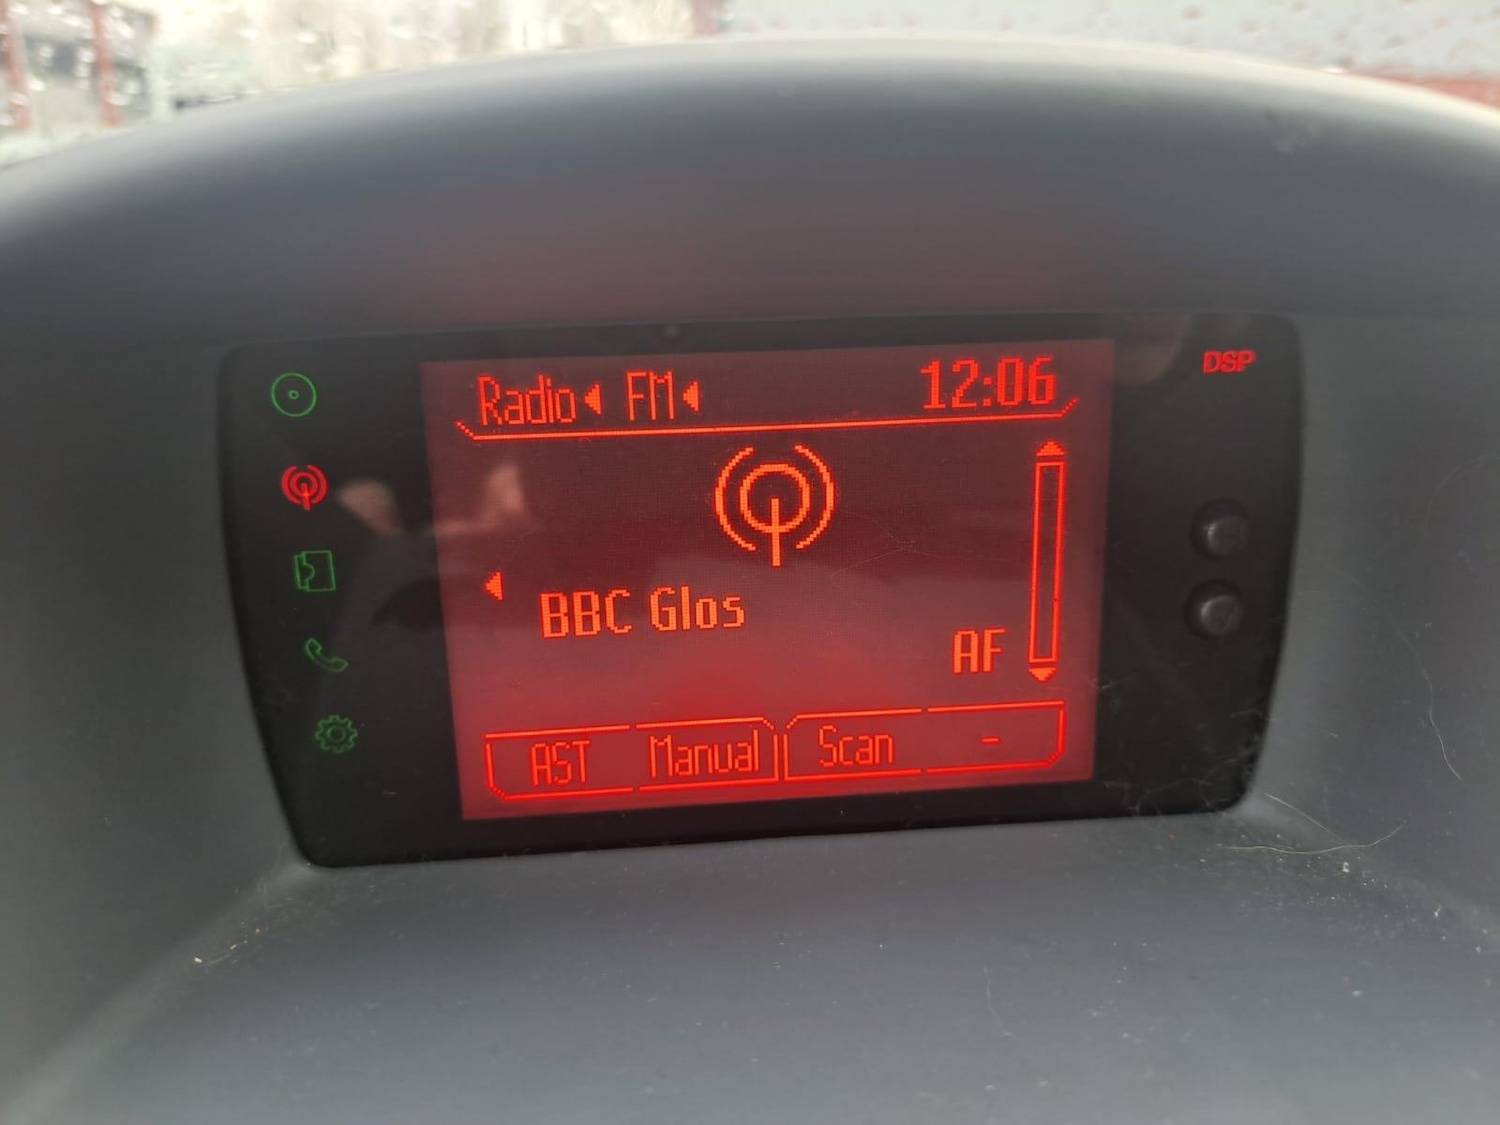 DSP
Radio FM 12:06
BBC Glos
AF
AST Manual Scan -